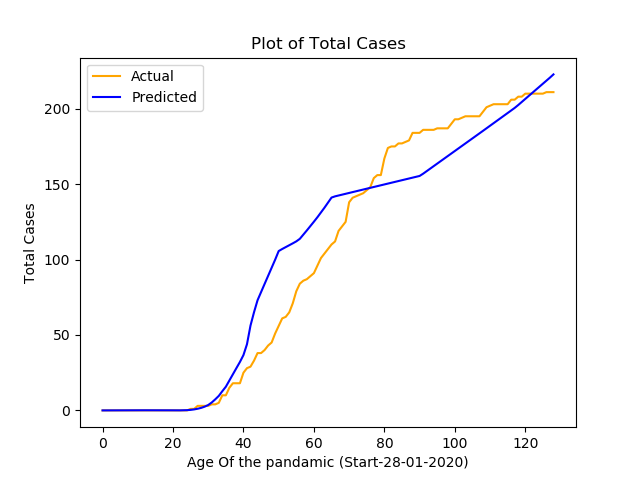 Plot of Total Cases
Actual
Predicted
200
150
100
50
0
Total Cases
0 20 40 60 80 100 120
Age Of the pandamic (Start-28-01-2020)